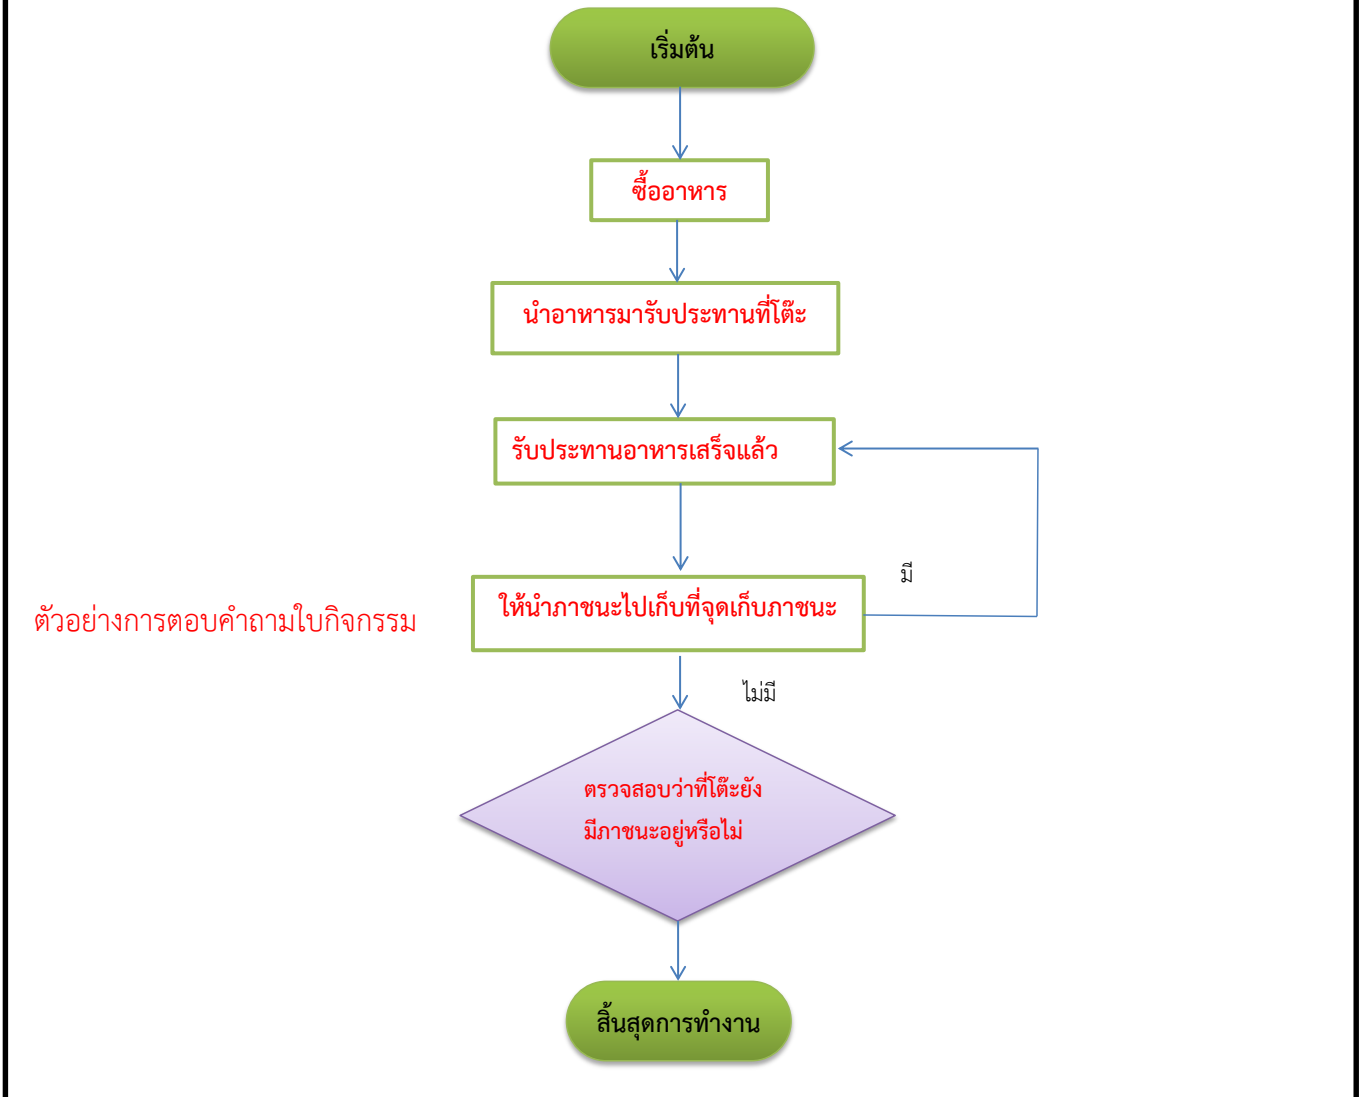 เริ่มต้น
ซื้ออาหาร
นำอาหารมารับประทานที่โต๊ะ
รับประทานอาหารเสร็จแล้ว
มี
ให้นำภาชนะไปเก็บที่จุดเก็บภาชนะ
ตัวอย่างการตอบคำถามใบกิจกรรม
ไม่มี
ตรวจสอบว่าที่โต๊ะยัง
มีภาชนะอยู่หรือไม่
สิ้นสุดการทำงาน